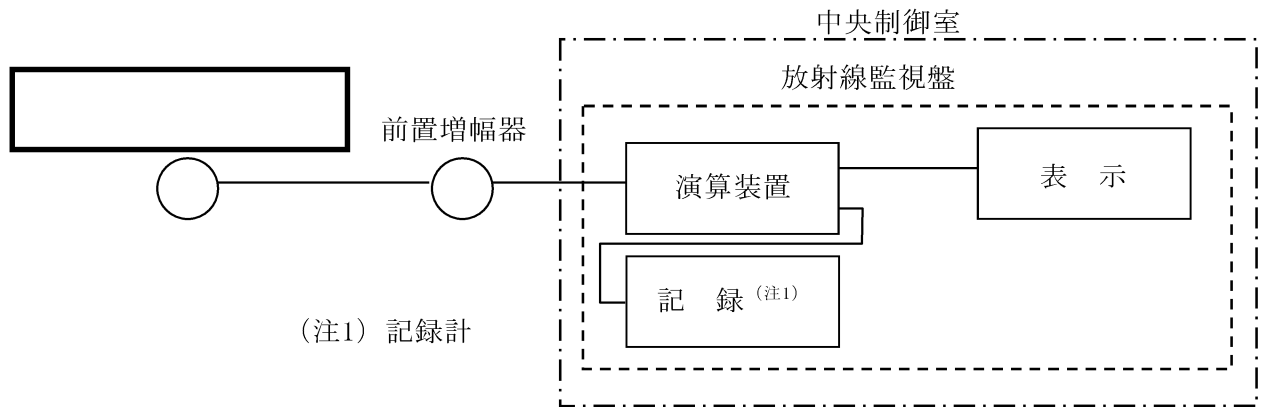 中央制御室
放射線監視盤
前置増幅器
演算装置
表 示
記 録(注1)
(注1)記録計